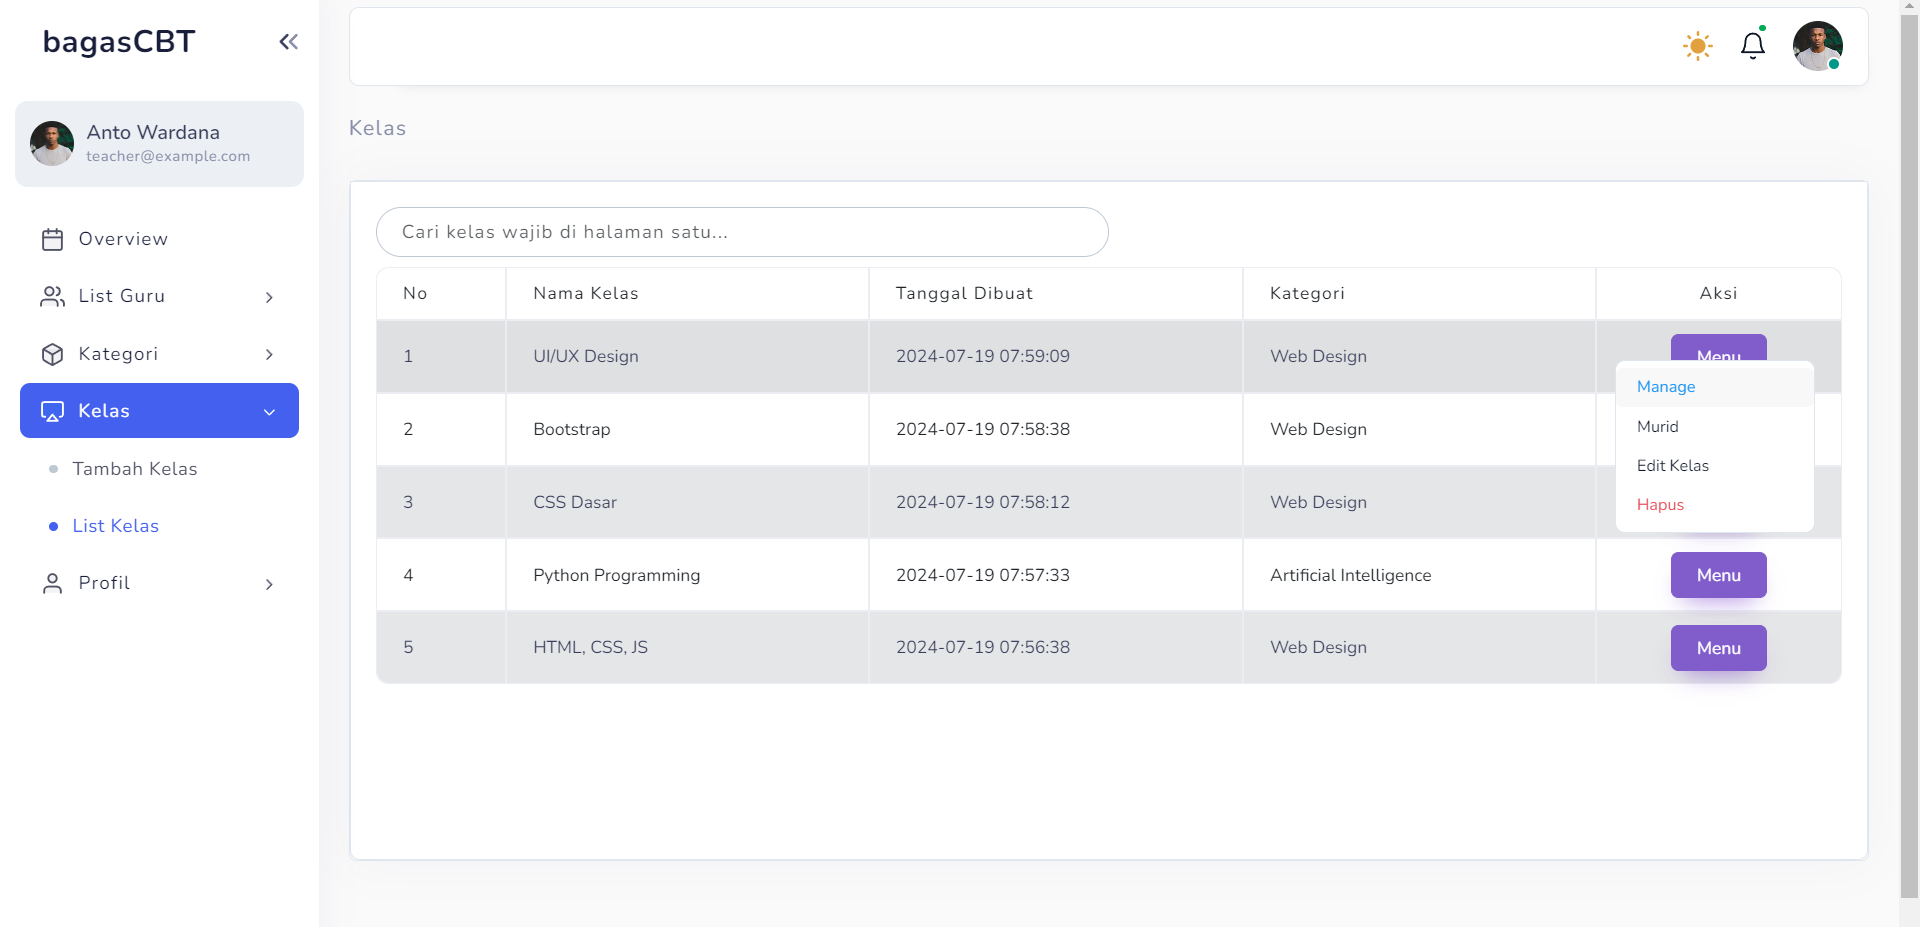 bagasCBT
Anto Wardana
teacher@example.com
Overview
List Guru
Kategori
Kelas
Tambah Kelas
List Kelas
Profil
Kelas
Cari kelas wajib di halaman satu...
No Nama Kelas Tanggal Dibuat Kategori Aksi
1 UI/UX Design 2024-07-19 07:59:09 Web Design Menu
Manage
2 Bootstrap 2024-07-19 07:58:38 Web Design
Murid
Edit Kelas
3 CSS Dasar 2024-07-19 07:58:12 Web Design
Hapus
4 Python Programming 2024-07-19 07:57:33 Artificial Intelligence Menu
5 HTML, CSS, JS 2024-07-19 07:56:38 Web Design Menu